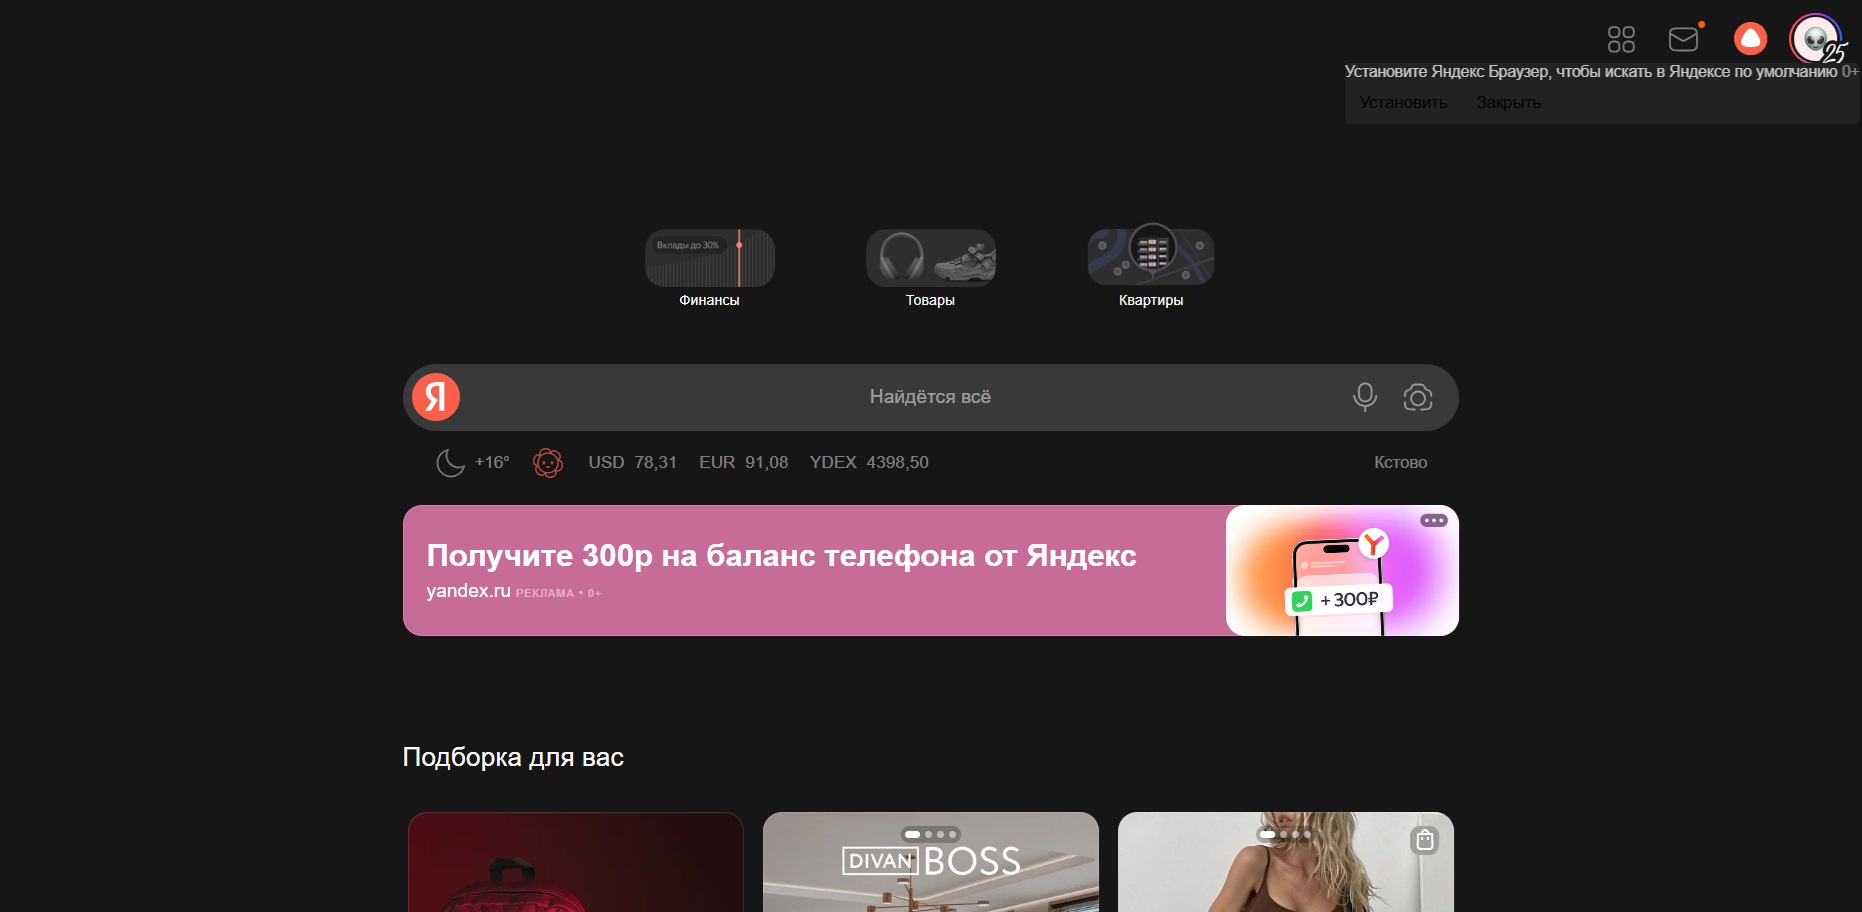 25
Установите Яндекс Браузер, чтобы искать в Яндексе по умолчанию 0+
Установить Закрыть
Вклады до 30%
Финансы Товары Квартиры
Я Найдётся всё
+16° USD 78,31 EUR 91,08 YDEX 4398,50 Кстово
Получите 300р на баланс телефона от Яндекс
yandex.ru РЕКЛАМА • 0+
Y
+300₽
Подборка для вас
DIVAN BOSS